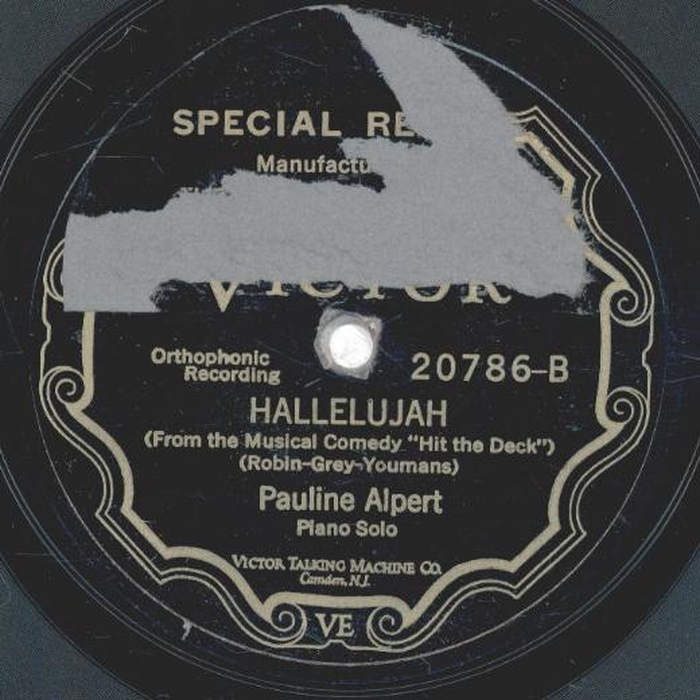 SPECIAL RE
Manufactu
VICTOR
Orthophonic
Recording
20786-B
HALLELUJAH
(From the Musical Comedy "Hit the Deck")
(Robin-Grey-Youmans)
Pauline Alpert
Piano Solo
VICTOR TALKING MACHINE CO.
Camden, N.J.
VE